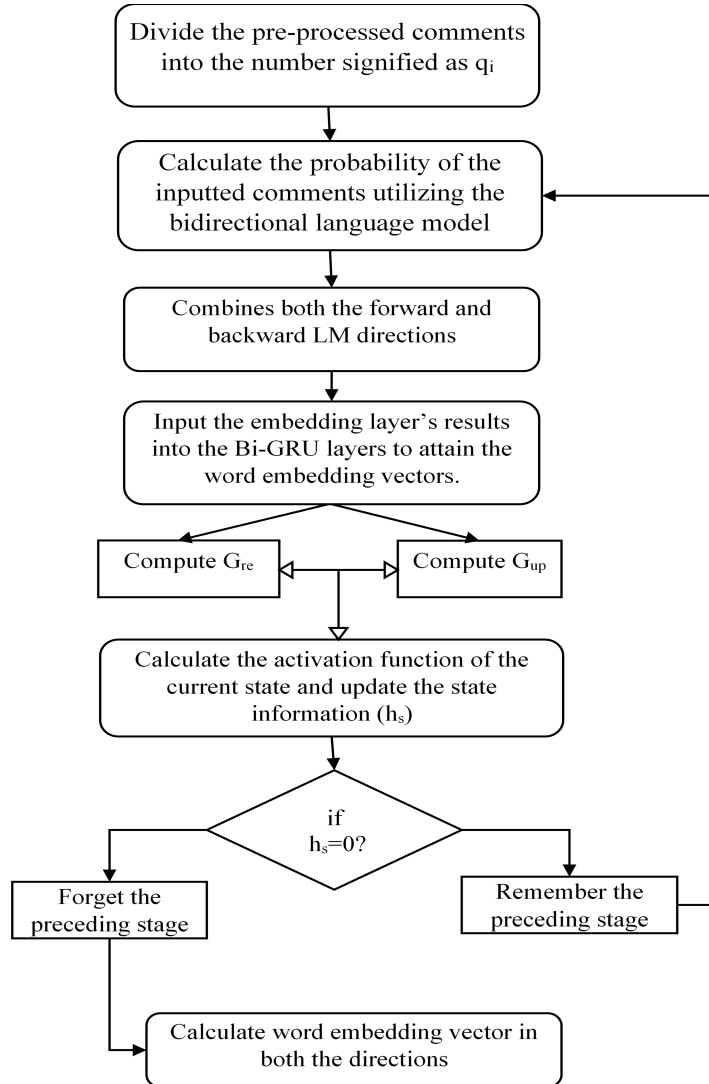 Divide the pre-processed comments
into the number signified as qᵢ
Calculate the probability of the
inputted comments utilizing the
bidirectional language model
Combines both the forward and
backward LM directions
Input the embedding layer's results
into the Bi-GRU layers to attain the
word embedding vectors.
Compute Gre
Compute Gup
Calculate the activation function of the
current state and update the state
information (hs)
if
hs=0?
Forget the
preceding stage
Remember the
preceding stage
Calculate word embedding vector in
both the directions